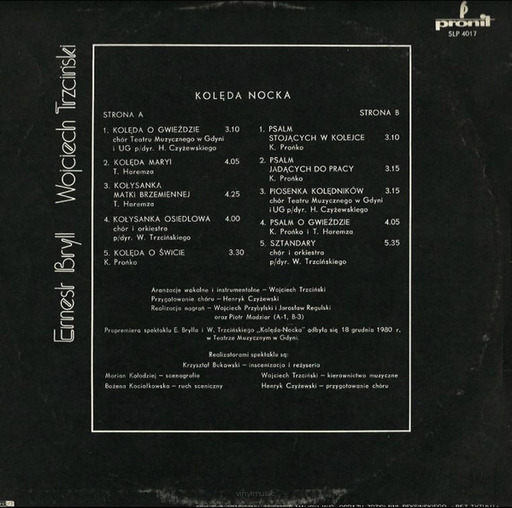 pronit
SLP 4017
Ernest Bryll Wojciech Trzciński
KOLĘDA NOCKA
STRONA A
1. KOLĘDA O GWIEŹDZIE 3.10
chór Teatru Muzycznego w Gdyni
i UG p/dyr. H. Czyżewskiego
2. KOLĘDA MARYI 4.05
T. Haremza
3. KOŁYSANKA
MATKI BRZEMIENNEJ 4.25
T. Haremza
4. KOŁYSANKA OSIEDLOWA 4.00
chór i orkiestra
p/dyr. W. Trzcińskiego
5. KOLĘDA O ŚWICIE 3.30
K. Prońko
STRONA B
1. PSALM
STOJĄCYCH W KOLEJCE 3.10
K. Prońko
2. PSALM
JADĄCYCH DO PRACY 3.15
K. Prońko
3. PIOSENKA KOLĘDNIKÓW 3.15
chór Teatru Muzycznego w Gdyni
i UG p/dyr. H. Czyżewskiego
4. PSALM O GWIEŹDZIE 4.05
K. Prońko i T. Haremza
5. SZTANDARY 5.35
chór i orkiestra
p/dyr. W. Trzcińskiego
Aranżacje wokalne i instrumentalne – Wojciech Trzciński
Przygotowanie chóru – Henryk Czyżewski
Realizacja nagrań – Wojciech Przybylski i Jarosław Regulski
oraz Piotr Madziar (A-1, B-3)
Prapremiera spektaklu E. Brylla i W. Trzcińskiego „Kolęda-Nocka" odbyła się 18 grudnia 1980 r.
w Teatrze Muzycznym w Gdyni.
Realizatorami spektaklu są:
Krzysztof Bukowski – inscenizacja i reżyseria
Marian Kołodziej – scenografia
Wojciech Trzciński – kierownictwo muzyczne
Bożena Kociołkowska – ruch sceniczny
Henryk Czyżewski – przygotowanie chóru